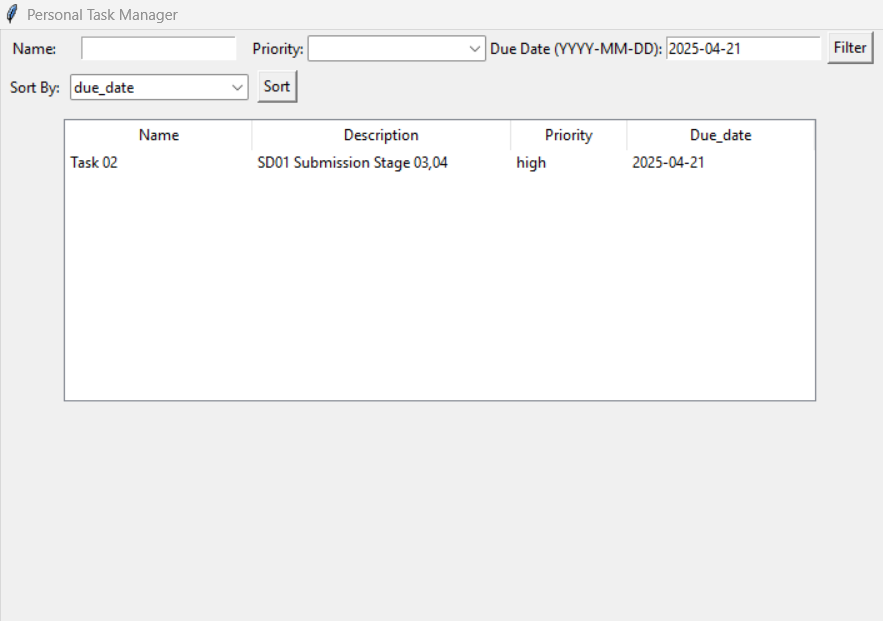 Personal Task Manager
Name: Priority: Due Date (YYYY-MM-DD): 2025-04-21 Filter
Sort By: due_date Sort
Name Description Priority Due_date
Task 02 SD01 Submission Stage 03,04 high 2025-04-21